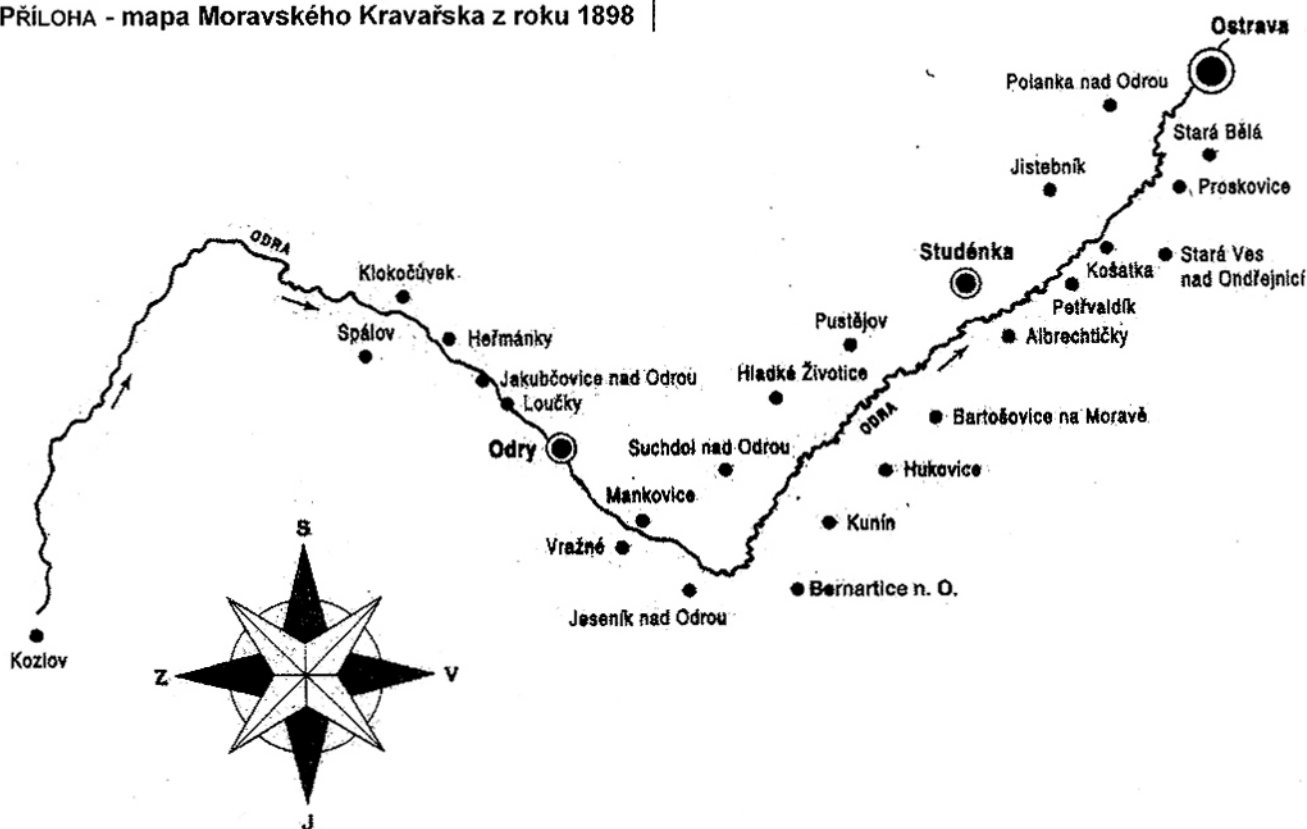 PŘÍLOHA - mapa Moravského Kravařska z roku 1898
Ostrava
Polanka nad Odrou
Stará Bělá
Jistebník
Proskovice
ODRA
Studénka
Klokočůvek
Košatka
Stará Ves
nad Ondřejnicí
Petřvaldík
Pustějov
Spálov
Heřmánky
Albrechtičky
Hladké Životice
Jakubčovice nad Odrou
Loučky
ODRA
Bartošovice na Moravě
Odry
Suchdol nad Odrou
Hukovice
Mankovice
Kunín
Vražné
Bernartice n. O.
Jeseník nad Odrou
Kozlov
S
Z
V
J